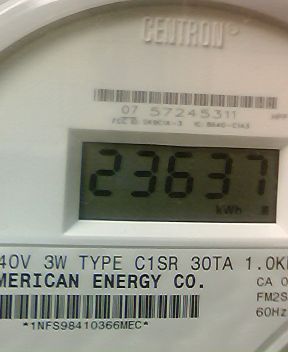 CENTRON®
07 57245311
23637
kWh
40V 3W TYPE C1SR 30TA 1.0K
MERICAN ENERGY CO.
CA 0
FM2S
60Hz
*1NFS98410366MEC*